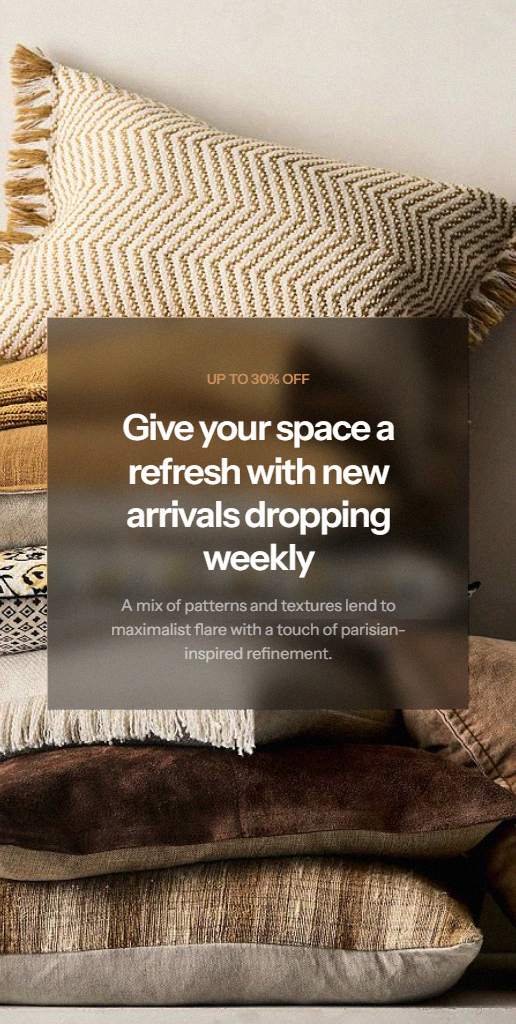 UP TO 30% OFF
Give your space a
refresh with new
arrivals dropping
weekly
A mix of patterns and textures lend to
maximalist flare with a touch of parisian-
inspired refinement.